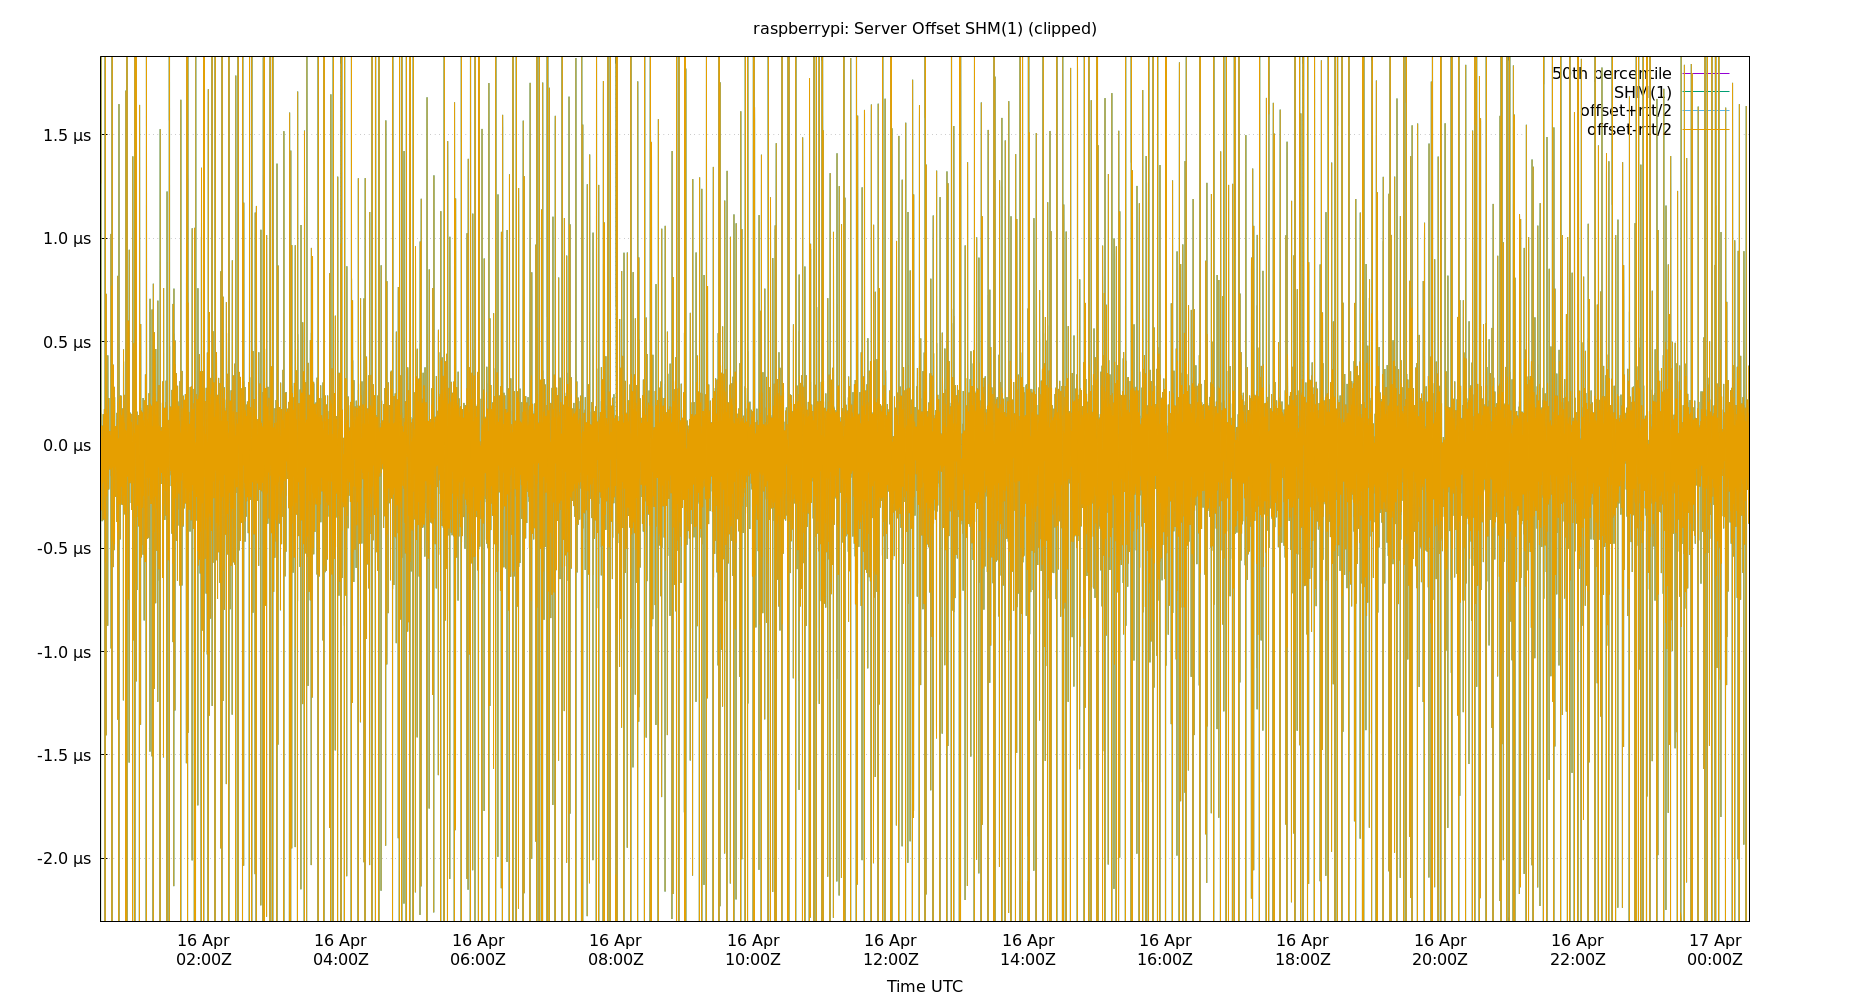 raspberrypi: Server Offset SHM(1) (clipped)
50th percentile
SHM(1)
offset+rtt/2
offset-rtt/2
1.5 µs
1.0 µs
0.5 µs
0.0 µs
-0.5 µs
-1.0 µs
-1.5 µs
-2.0 µs
16 Apr 16 Apr 16 Apr 16 Apr 16 Apr 16 Apr 16 Apr 16 Apr 16 Apr 16 Apr 16 Apr 17 Apr
02:00Z 04:00Z 06:00Z 08:00Z 10:00Z 12:00Z 14:00Z 16:00Z 18:00Z 20:00Z 22:00Z 00:00Z
Time UTC